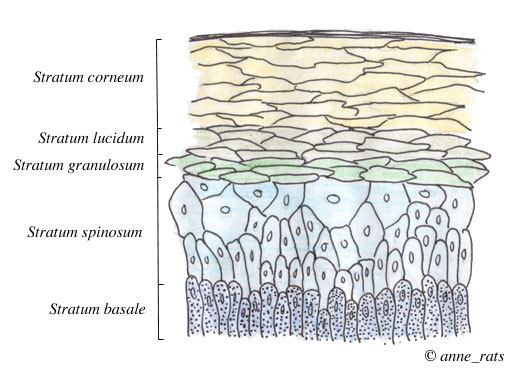 Stratum corneum
Stratum lucidum
Stratum granulosum
Stratum spinosum
Stratum basale
© anne_rats